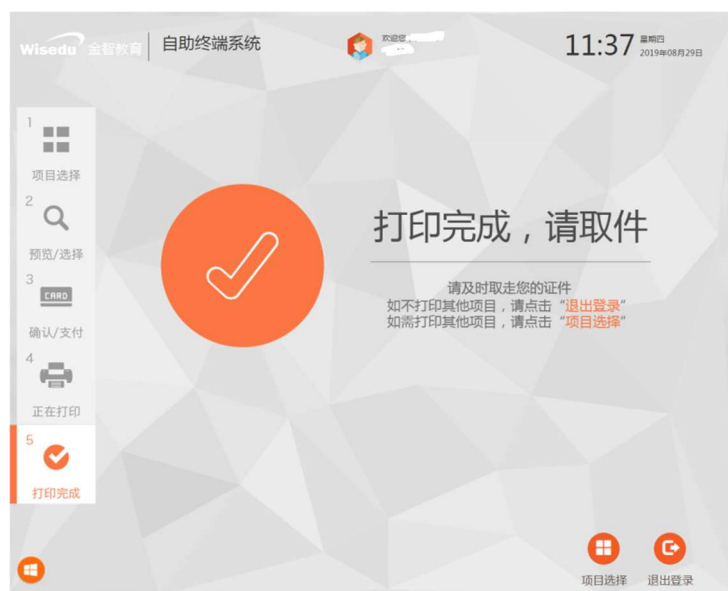 Wisedu 金智教育 自助终端系统
欢迎您
11:37 星期四
2019年08月29日
1
项目选择
2
预览/选择
3
CARD
确认/支付
4
正在打印
5
打印完成
打印完成，请取件
请及时取走您的证件
如不打印其他项目，请点击“退出登录”
如需打印其他项目，请点击“项目选择”
项目选择 退出登录